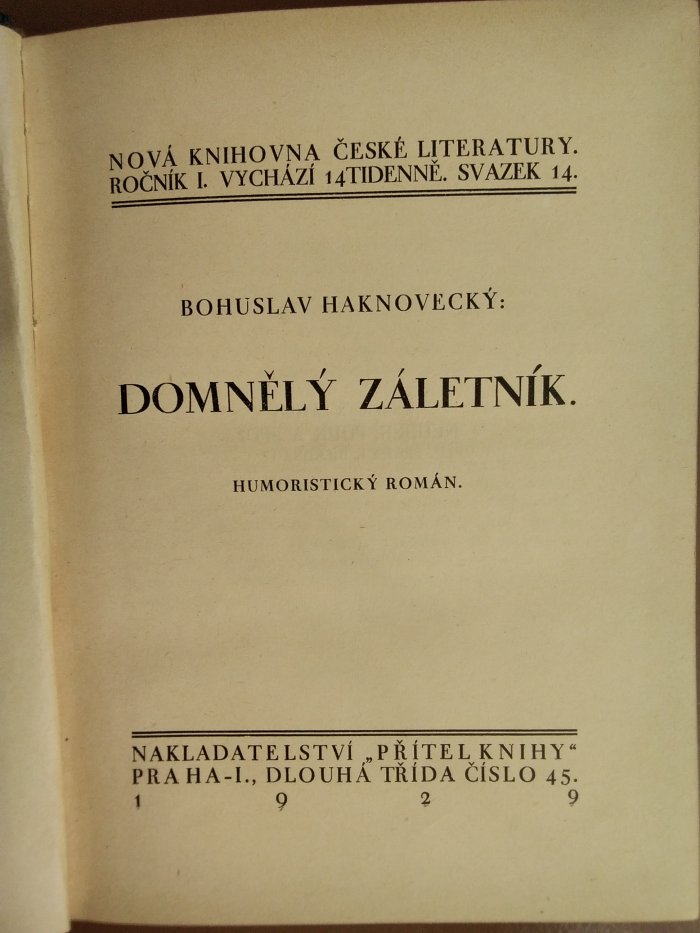 NOVÁ KNIHOVNA ČESKÉ LITERATURY.
ROČNÍK I. VYCHÁZÍ 14TIDENNĚ. SVAZEK 14.
BOHUSLAV HAKNOVECKÝ:
DOMNĚLÝ ZÁLETNÍK.
HUMORISTICKÝ ROMÁN.
NAKLADATELSTVÍ „PŘÍTEL KNIHY“
PRAHA-I., DLOUHÁ TŘÍDA ČÍSLO 45.
1 9 2 9